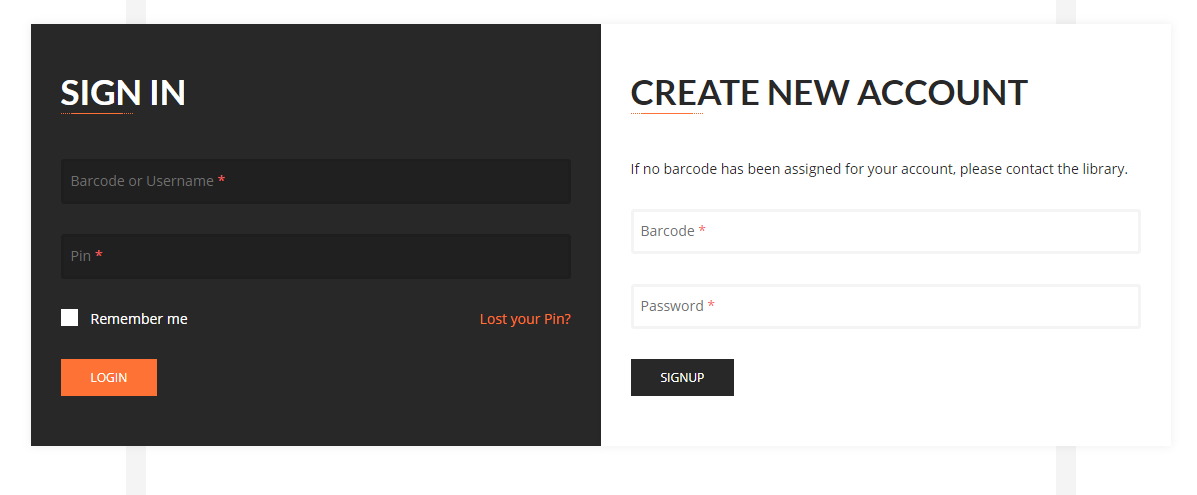 SIGN IN
Barcode or Username *
Pin *
Remember me
Lost your Pin?
LOGIN
CREATE NEW ACCOUNT
If no barcode has been assigned for your account, please contact the library.
Barcode *
Password *
SIGNUP